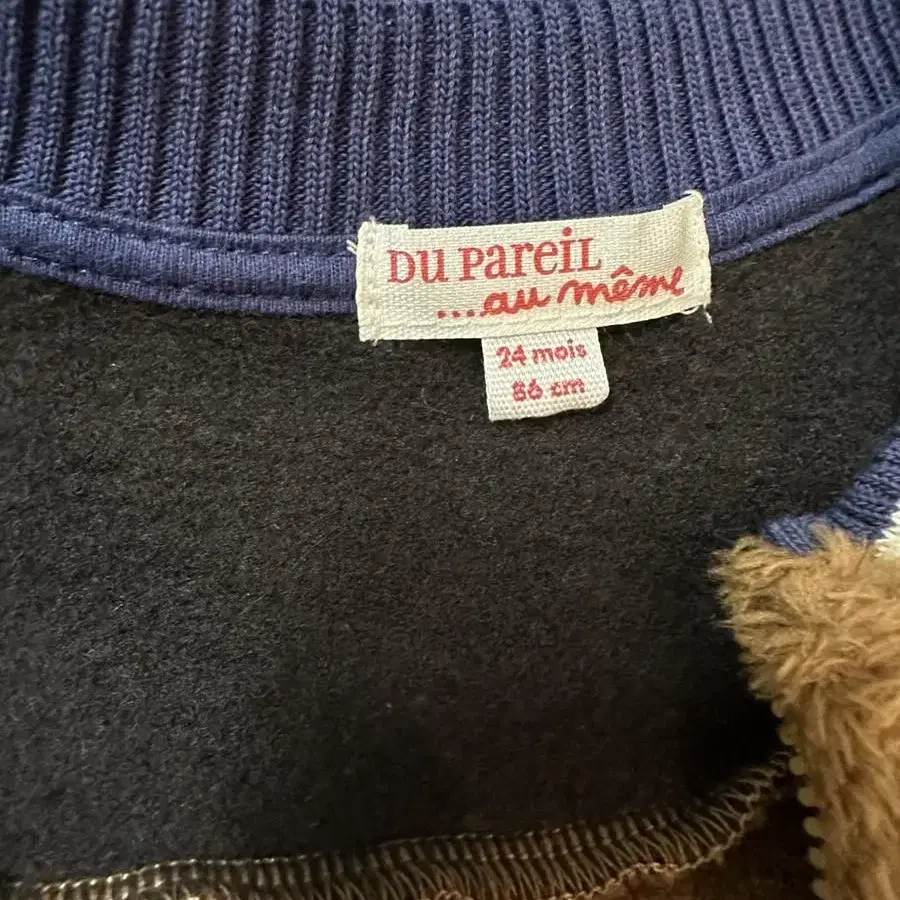 DU PareiL
...au même
24 mois
86 cm